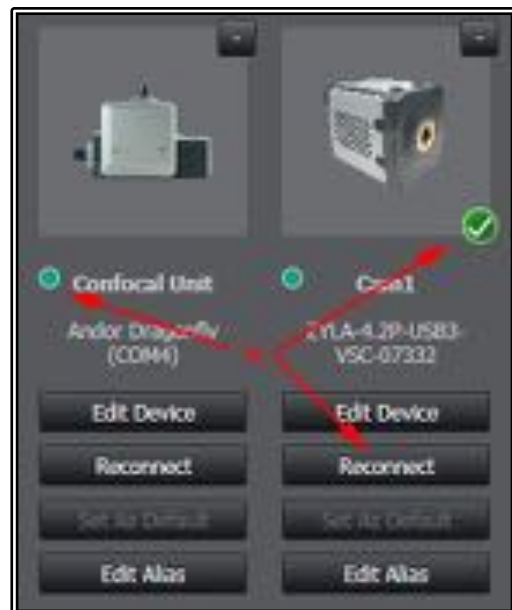 Confocal Unit
Cam1
Andor Dragonfly
(COM4)
ZYLA-4.2P-USB3-
VSC-07332
Edit Device
Edit Device
Reconnect
Reconnect
Set As Default
Set As Default
Edit Alias
Edit Alias